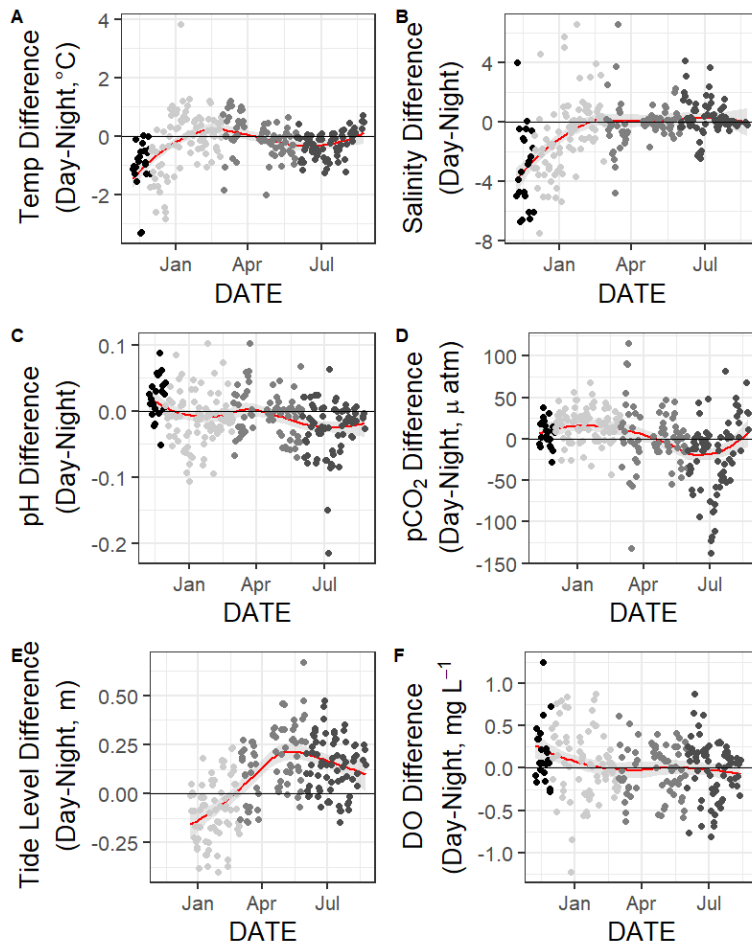 A
Temp Difference
(Day-Night,°C)
4
2
0
-2
Jan Apr Jul
DATE
B
Salinity Difference
(Day-Night)
4
0
-4
-8
Jan Apr Jul
DATE
C
pH Difference
(Day-Night)
0.1
0.0
-0.1
-0.2
Jan Apr Jul
DATE
D
pCO₂ Difference
(Day-Night, μ atm)
100
50
0
-50
-100
-150
Jan Apr Jul
DATE
E
Tide Level Difference
(Day-Night, m)
0.50
0.25
0.00
-0.25
Jan Apr Jul
DATE
F
DO Difference
(Day-Night, mg L⁻¹)
1.0
0.5
0.0
-0.5
-1.0
Jan Apr Jul
DATE